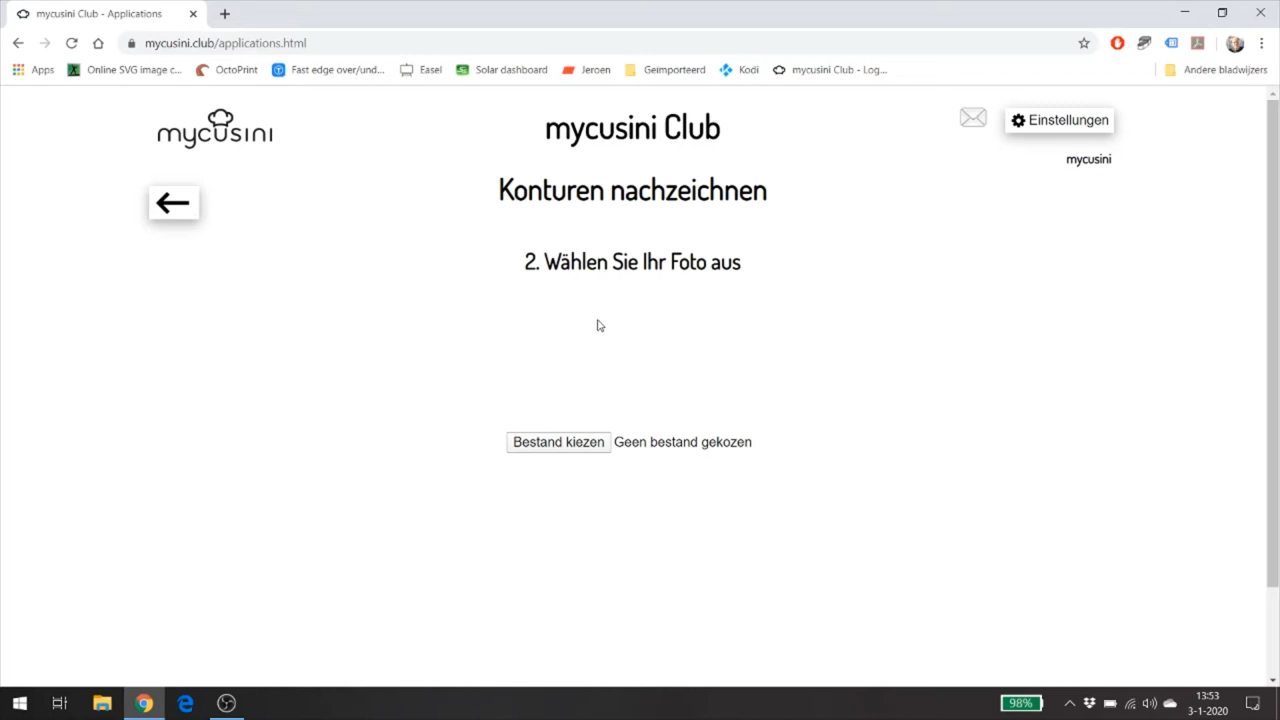 mycusini Club - Applications
mycusini.club/applications.html
Apps
Online SVG image c...
OctoPrint
Fast edge over/und...
Easel
Solar dashboard
Jeroen
Geïmporteerd
Kodi
mycusini Club - Log...
Andere bladwijzers
mycusini
mycusini Club
Einstellungen
mycusini
Konturen nachzeichnen
2. Wählen Sie Ihr Foto aus
Bestand kiezen Geen bestand gekozen
98%
13:53
3-1-2020